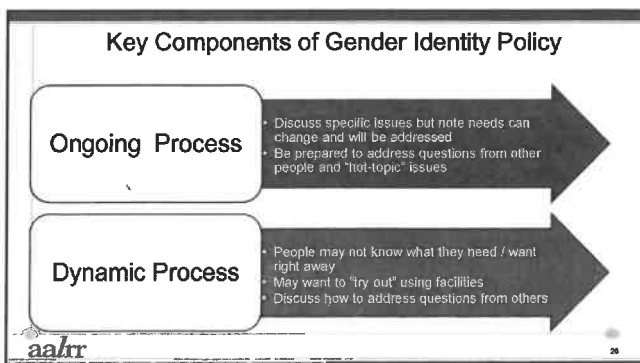 Key Components of Gender Identity Policy
Ongoing Process
• Discuss specific issues but note needs can
change and will be addressed
• Be prepared to address questions from other
people and "hot-topic" issues
Dynamic Process
• People may not know what they need / want
right away
• May want to "try out" using facilities
• Discuss how to address questions from others
aalrr
26